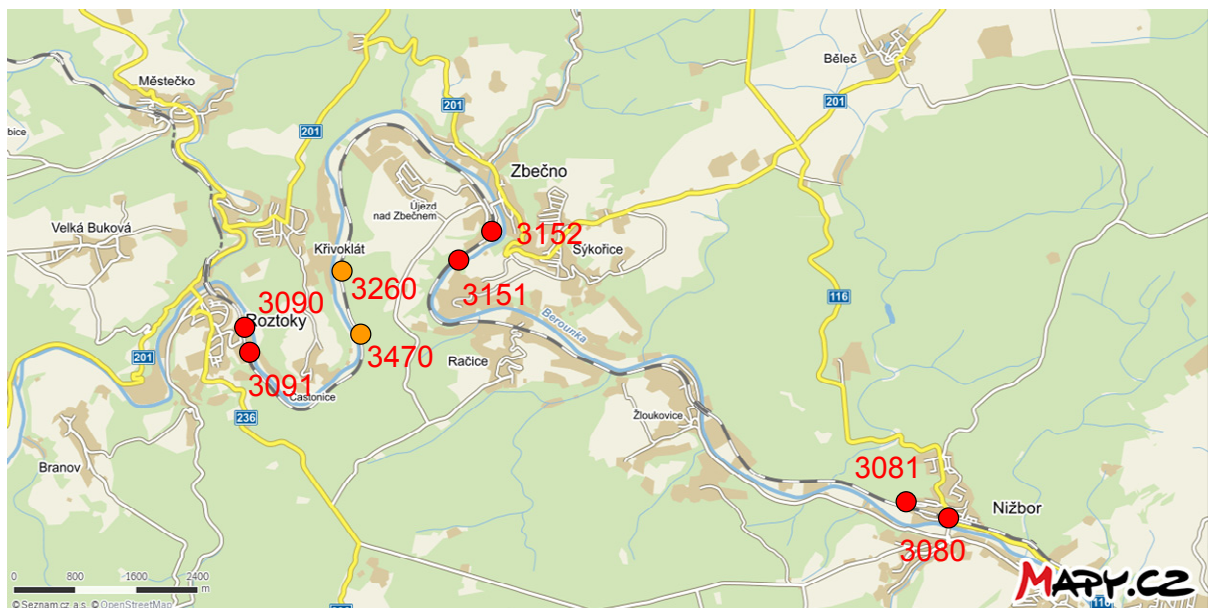 Běleč
Městečko
201
201
201
bice
Zbečno
Újezd
nad Zbečnem
Velká Buková
3152
Sýkořice
Křivoklát
3260
3151
116
3090
Roztoky
Berounka
201
3470
Račice
3091
Častonice
236
Žloukovice
Branov
3081
Nižbor
3080
0 800 1600 2400
m
MAPY.CZ
116
© Seznam.cz a.s. © OpenStreetMap